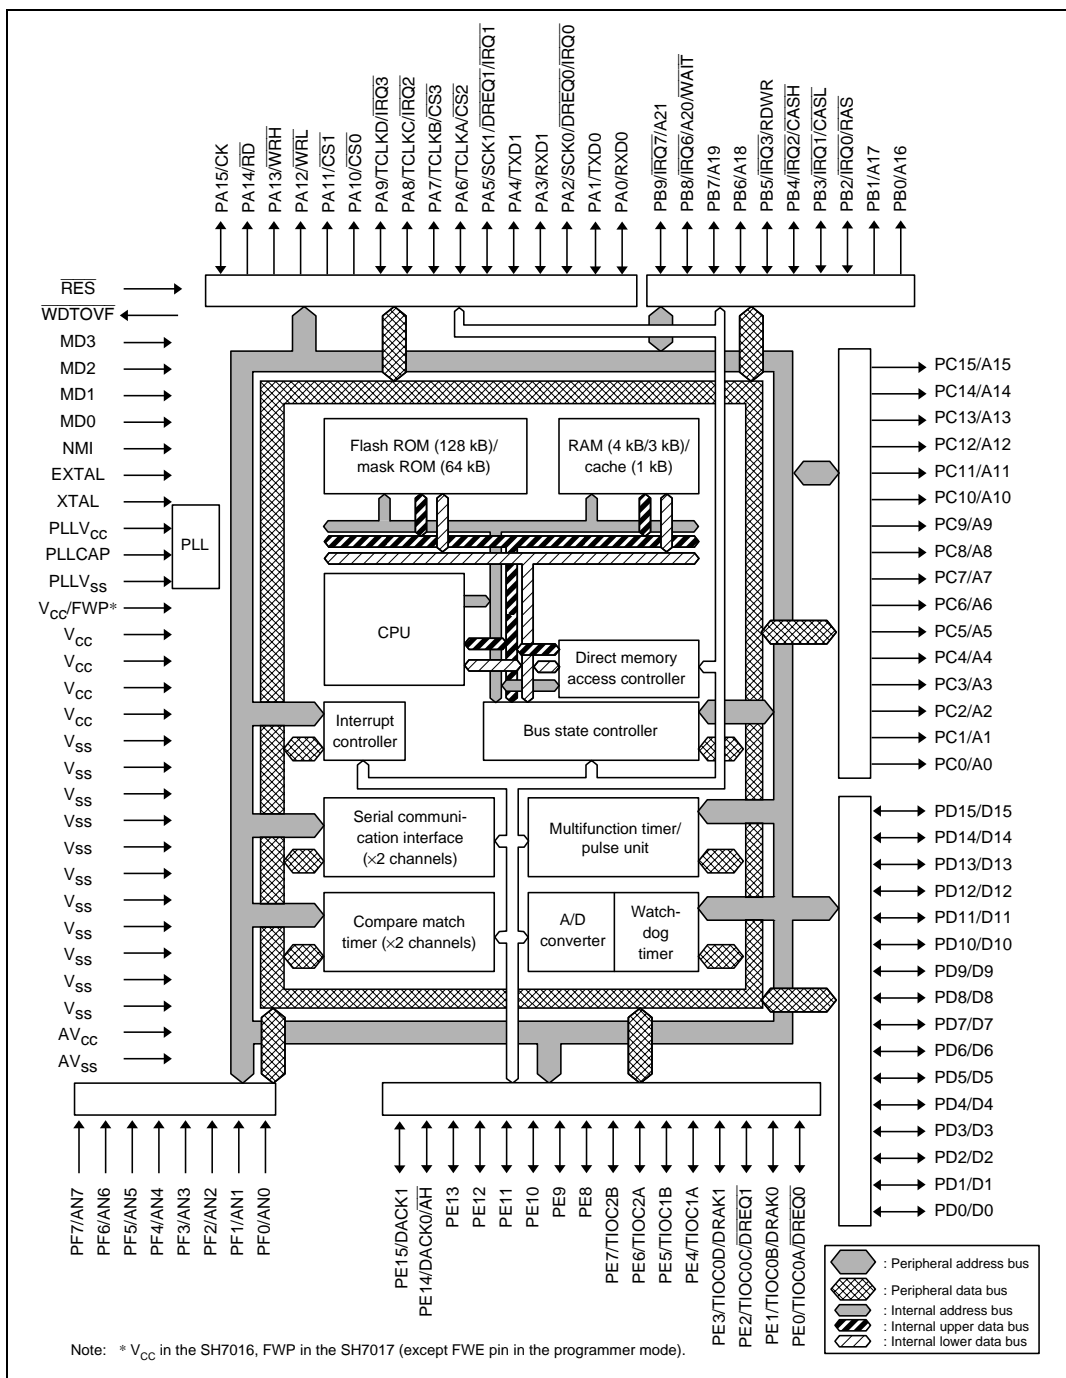 PA15/CK
PA14/RD
PA13/WRH
PA12/WRL
PA11/CS1
PA10/CS0
PA9/TCLKD/IRQ3
PA8/TCLKC/IRQ2
PA7/TCLKB/CS3
PA6/TCLKA/CS2
PA5/SCK1/DREQ1/IRQ1
PA4/TXD1
PA3/RXD1
PA2/SCK0/DREQ0/IRQ0
PA1/TXD0
PA0/RXD0
PB9/IRQ7/A21
PB8/IRQ6/A20/WAIT
PB7/A19
PB6/A18
PB5/IRQ3/RDWR
PB4/IRQ2/CASH
PB3/IRQ1/CASL
PB2/IRQ0/RAS
PB1/A17
PB0/A16
RES
WDTOVF
MD3
MD2
MD1
MD0
NMI
EXTAL
XTAL
PLLVCC
PLLCAP
PLLVSS
VCC/FWP*
VCC
VCC
VCC
VCC
VSS
VSS
VSS
Vss
Vss
VSS
VSS
VSS
VSS
VSS
VSS
AVCC
AVSS
PLL
Flash ROM (128 kB)/
mask ROM (64 kB)
RAM (4 kB/3 kB)/
cache (1 kB)
CPU
Direct memory
access controller
Interrupt
controller
Bus state controller
Serial communi-
cation interface
(×2 channels)
Multifunction timer/
pulse unit
Compare match
timer (×2 channels)
A/D
converter
Watch-
dog
timer
PC15/A15
PC14/A14
PC13/A13
PC12/A12
PC11/A11
PC10/A10
PC9/A9
PC8/A8
PC7/A7
PC6/A6
PC5/A5
PC4/A4
PC3/A3
PC2/A2
PC1/A1
PC0/A0
PD15/D15
PD14/D14
PD13/D13
PD12/D12
PD11/D11
PD10/D10
PD9/D9
PD8/D8
PD7/D7
PD6/D6
PD5/D5
PD4/D4
PD3/D3
PD2/D2
PD1/D1
PD0/D0
PF7/AN7
PF6/AN6
PF5/AN5
PF4/AN4
PF3/AN3
PF2/AN2
PF1/AN1
PF0/AN0
PE15/DACK1
PE14/DACK0/AH
PE13
PE12
PE11
PE10
PE9
PE8
PE7/TIOC2B
PE6/TIOC2A
PE5/TIOC1B
PE4/TIOC1A
PE3/TIOC0D/DRAK1
PE2/TIOC0C/DREQ1
PE1/TIOC0B/DRAK0
PE0/TIOC0A/DREQ0
: Peripheral address bus
: Peripheral data bus
: Internal address bus
: Internal upper data bus
: Internal lower data bus
Note: * VCC in the SH7016, FWP in the SH7017 (except FWE pin in the programmer mode).